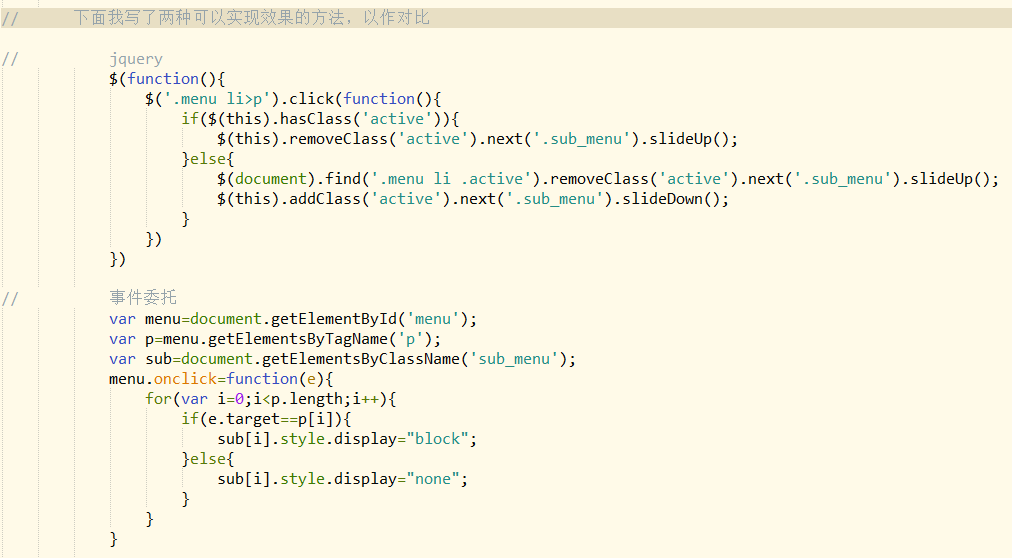 //      下面我写了两种可以实现效果的方法，以作对比
//          jquery
            $(function(){
                $('.menu li>p').click(function(){
                    if($(this).hasClass('active')){
                        $(this).removeClass('active').next('.sub_menu').slideUp();
                    }else{
                        $(document).find('.menu li .active').removeClass('active').next('.sub_menu').slideUp();
                        $(this).addClass('active').next('.sub_menu').slideDown();
                    }
                })
            })
//          事件委托
            var menu=document.getElementById('menu');
            var p=menu.getElementsByTagName('p');
            var sub=document.getElementsByClassName('sub_menu');
            menu.onclick=function(e){
                for(var i=0;i<p.length;i++){
                    if(e.target==p[i]){
                        sub[i].style.display="block";
                    }else{
                        sub[i].style.display="none";
                    }
                }
            }